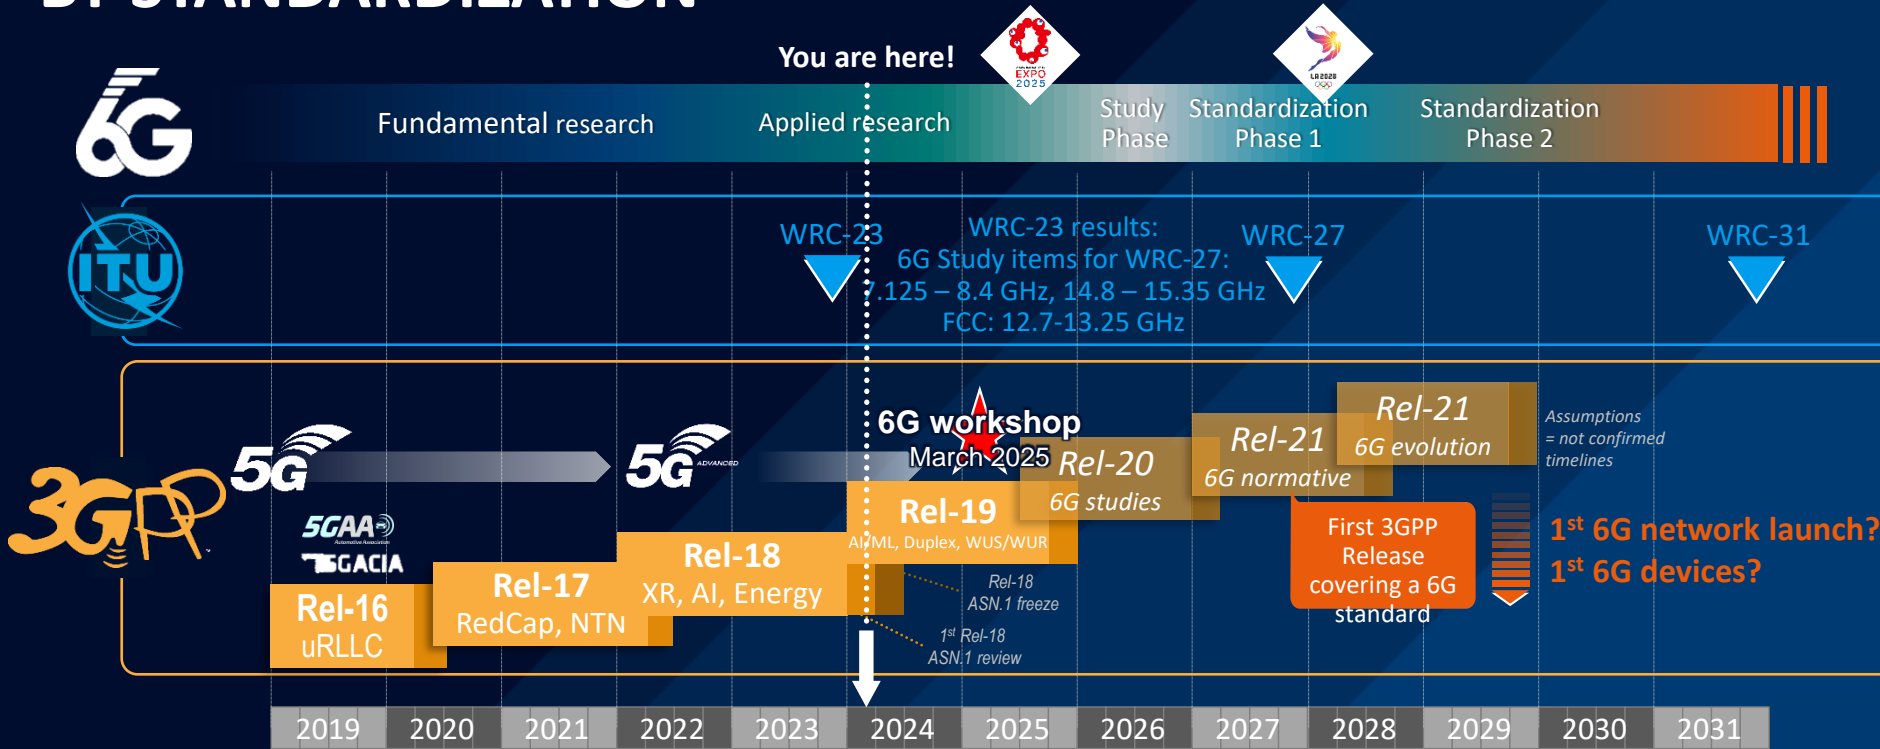 You are here!
EXPO
2025
LA2028
6G
Fundamental research
Applied research
Study
Phase
Standardization
Phase 1
Standardization
Phase 2
ITU
WRC-23
WRC-23 results:
6G Study items for WRC-27:
7.125 – 8.4 GHz, 14.8 – 15.35 GHz
FCC: 12.7-13.25 GHz
WRC-27
WRC-31
3GPP
5G
5G ADVANCED
6G workshop
March 2025
5GAA
Automotive Association
5GACIA
Rel-16
uRLLC
Rel-17
RedCap, NTN
Rel-18
XR, AI, Energy
Rel-19
AI/ML, Duplex, WUS/WUR
Rel-20
6G studies
Rel-21
6G normative
Rel-21
6G evolution
Assumptions
= not confirmed
timelines
Rel-18
ASN.1 freeze
1st Rel-18
ASN.1 review
First 3GPP
Release
covering a 6G
standard
1st 6G network launch?
1st 6G devices?
2019 2020 2021 2022 2023 2024 2025 2026 2027 2028 2029 2030 2031